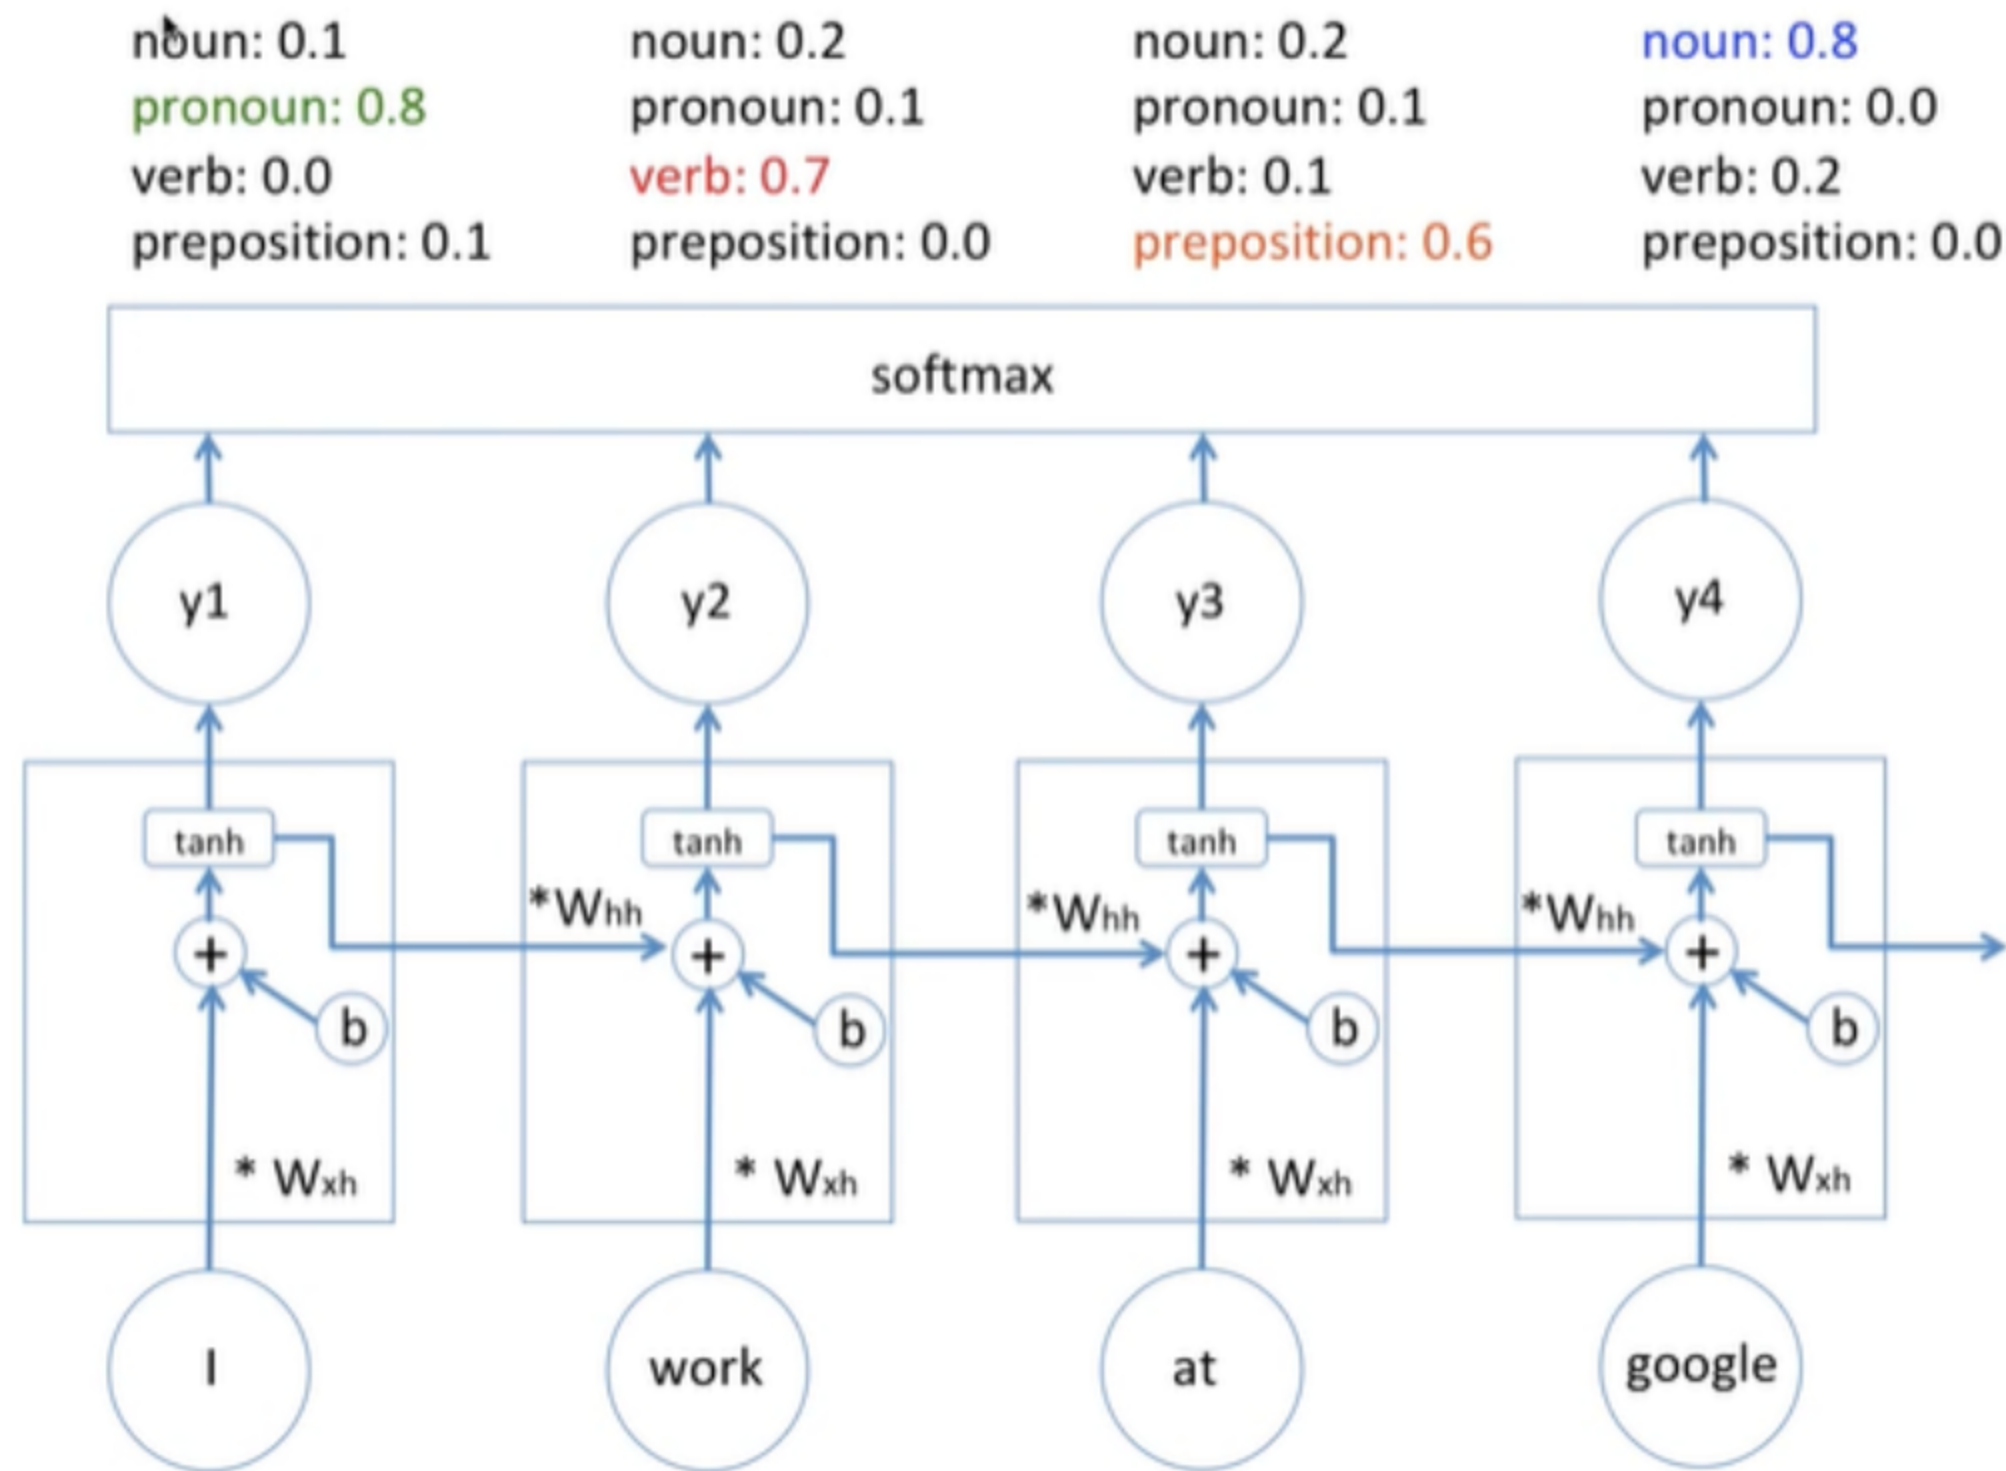 noun: 0.1 noun: 0.2 noun: 0.2 noun: 0.8
pronoun: 0.8 pronoun: 0.1 pronoun: 0.1 pronoun: 0.0
verb: 0.0 verb: 0.7 verb: 0.1 verb: 0.2
preposition: 0.1 preposition: 0.0 preposition: 0.6 preposition: 0.0
softmax
y1 y2 y3 y4
tanh tanh tanh tanh
*Whh *Whh *Whh
+ + + +
b b b b
* Wxh * Wxh * Wxh * Wxh
I work at google